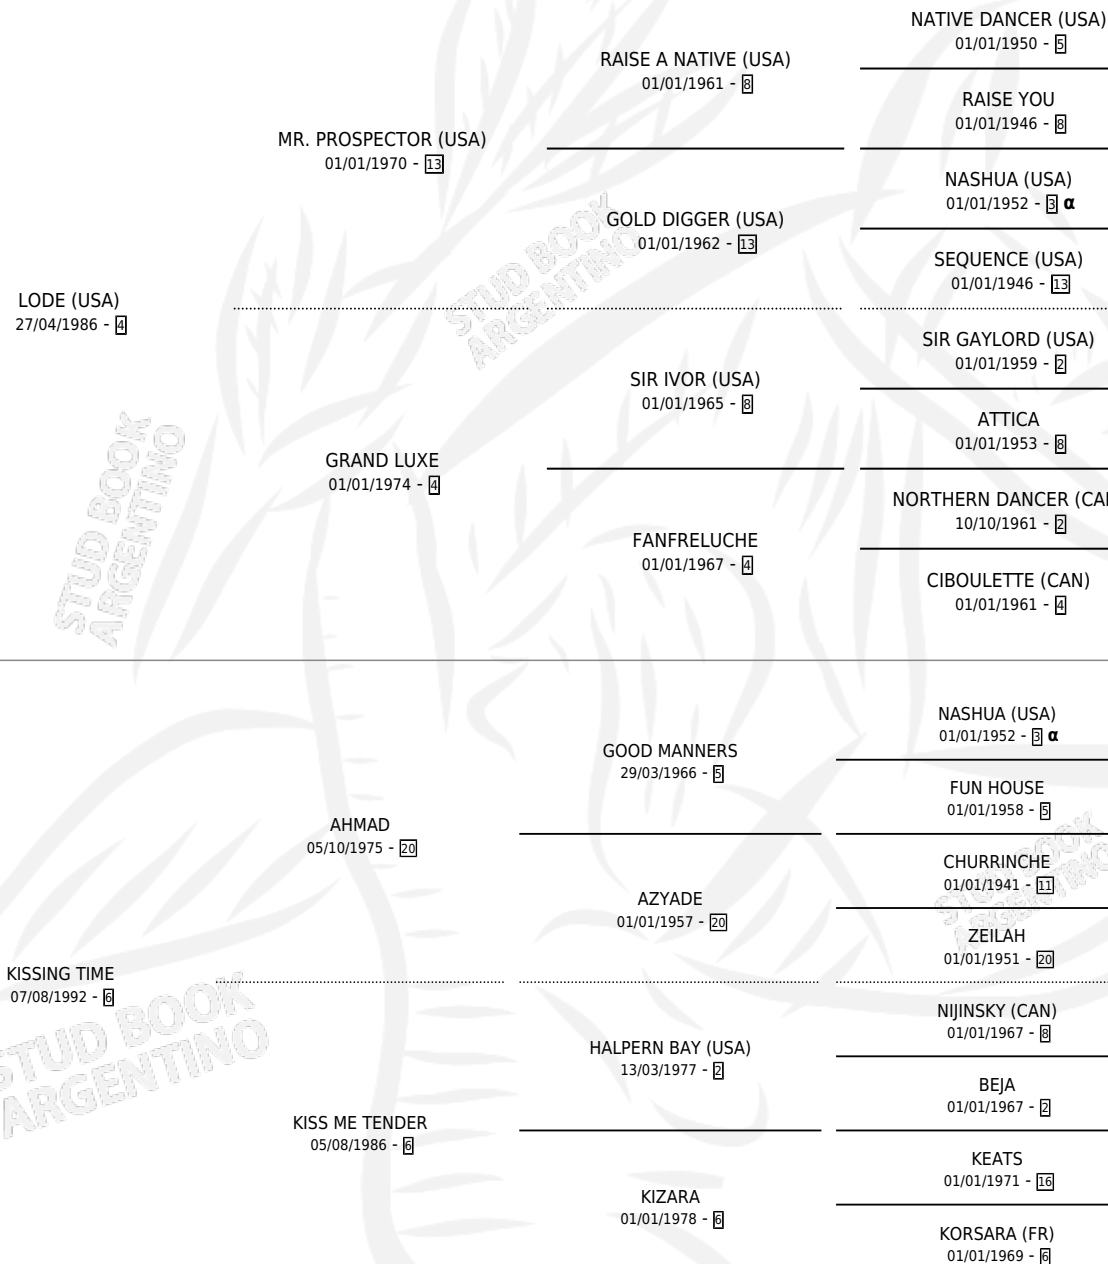 NATIVE DANCER (USA)
01/01/1950 - 5
RAISE A NATIVE (USA)
01/01/1961 - 8
RAISE YOU
01/01/1946 - 8
MR. PROSPECTOR (USA)
01/01/1970 - 13
NASHUA (USA)
01/01/1952 - 3 α
GOLD DIGGER (USA)
01/01/1962 - 13
SEQUENCE (USA)
01/01/1946 - 13
LODE (USA)
27/04/1986 - 4
SIR GAYLORD (USA)
01/01/1959 - 2
SIR IVOR (USA)
01/01/1965 - 8
ATTICA
01/01/1953 - 8
GRAND LUXE
01/01/1974 - 4
NORTHERN DANCER (CAN
10/10/1961 - 2
FANFRELUCHE
01/01/1967 - 4
CIBOULETTE (CAN)
01/01/1961 - 4
NASHUA (USA)
01/01/1952 - 3 α
GOOD MANNERS
29/03/1966 - 5
FUN HOUSE
01/01/1958 - 5
AHMAD
05/10/1975 - 20
CHURRINCHE
01/01/1941 - 11
AZYADE
01/01/1957 - 20
ZEILAH
01/01/1951 - 20
KISSING TIME
07/08/1992 - 6
NIJINSKY (CAN)
01/01/1967 - 8
HALPERN BAY (USA)
13/03/1977 - 2
BEJA
01/01/1967 - 2
KISS ME TENDER
05/08/1986 - 6
KEATS
01/01/1971 - 16
KIZARA
01/01/1978 - 6
KORSARA (FR)
01/01/1969 - 6
STUD BOOK
ARGENTINO
STUD BOOK
ARGENTINO
STUD BOOK
ARGENTINO
STUD BOOK
ARGENTINO